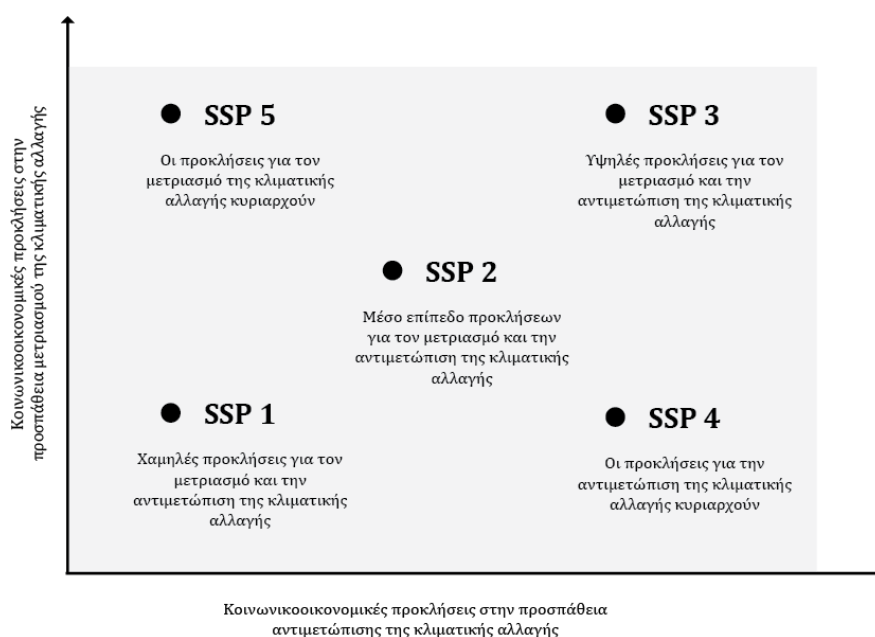 Κοινωνικοοικονομικές προκλήσεις στην
προσπάθεια μετριασμού της κλιματικής αλλαγής
SSP 5
Οι προκλήσεις για τον
μετριασμό της κλιματικής
αλλαγής κυριαρχούν
SSP 3
Υψηλές προκλήσεις για τον
μετριασμό και την
αντιμετώπιση της κλιματικής
αλλαγής
SSP 2
Μέσο επίπεδο προκλήσεων
για τον μετριασμό και την
αντιμετώπιση της κλιματικής
αλλαγής
SSP 1
Χαμηλές προκλήσεις για τον
μετριασμό και την
αντιμετώπιση της κλιματικής
αλλαγής
SSP 4
Οι προκλήσεις για την
αντιμετώπιση της κλιματικής
αλλαγής κυριαρχούν
Κοινωνικοοικονομικές προκλήσεις στην προσπάθεια
αντιμετώπισης της κλιματικής αλλαγής